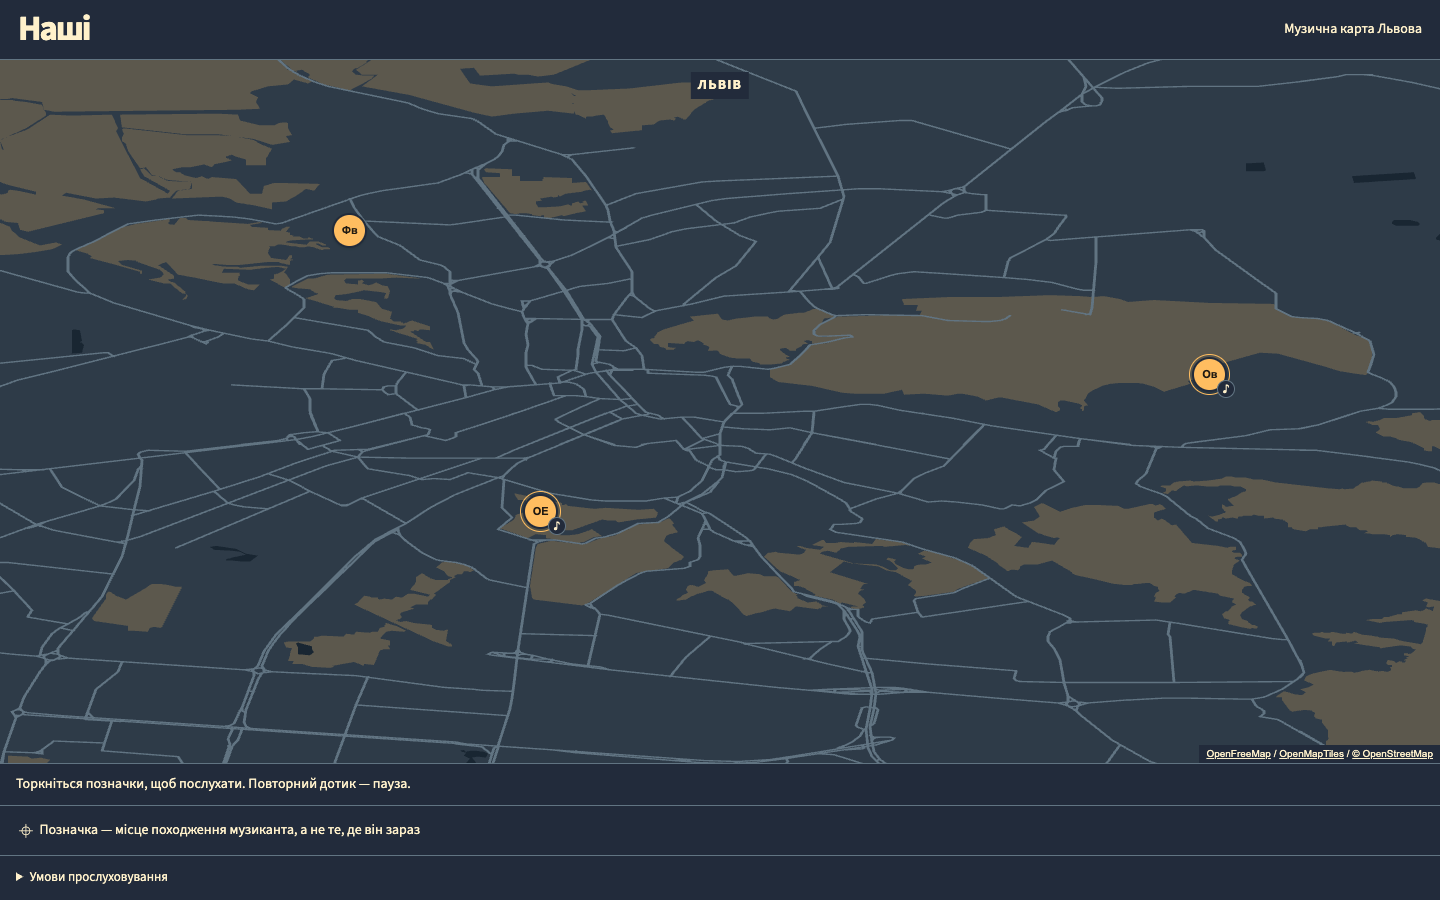 Наші
Музична карта Львова
ЛЬВІВ
Фв
Ов
ОЕ
OpenFreeMap / OpenMapTiles / © OpenStreetMap
Торкніться позначки, щоб послухати. Повторний дотик — пауза.
Позначка — місце походження музиканта, а не те, де він зараз
Умови прослуховування